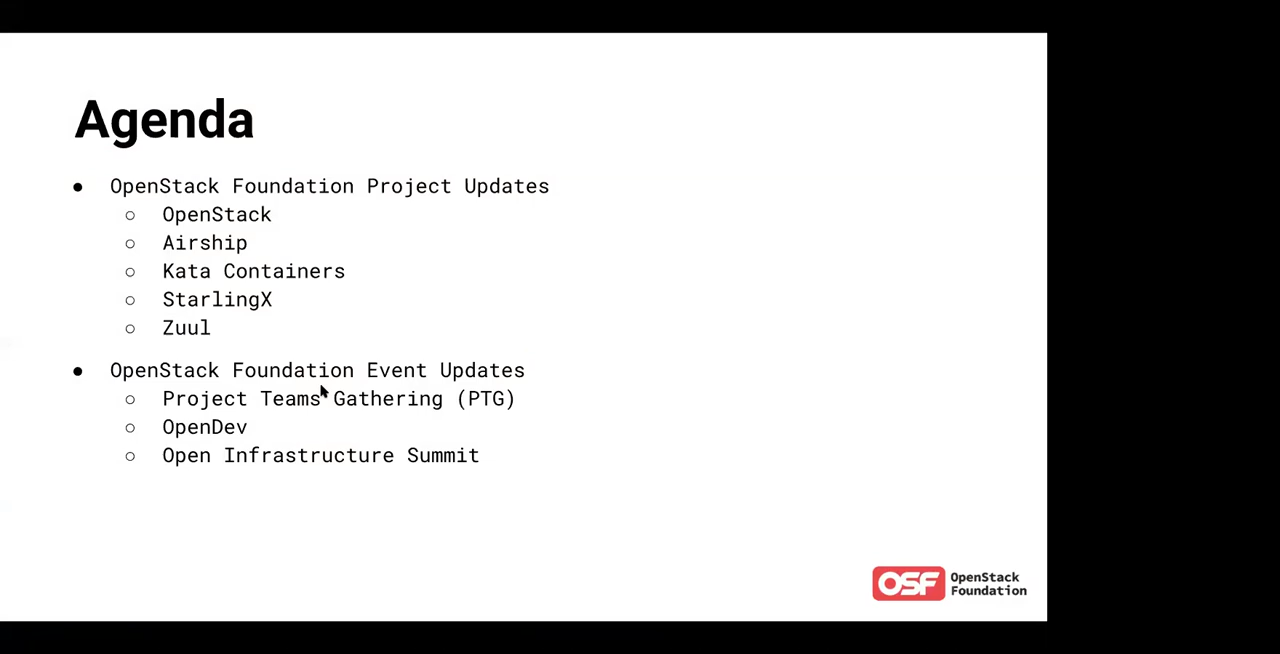 Agenda
● OpenStack Foundation Project Updates
○ OpenStack
○ Airship
○ Kata Containers
○ StarlingX
○ Zuul
● OpenStack Foundation Event Updates
○ Project Teams Gathering (PTG)
○ OpenDev
○ Open Infrastructure Summit
OSF OpenStack
Foundation